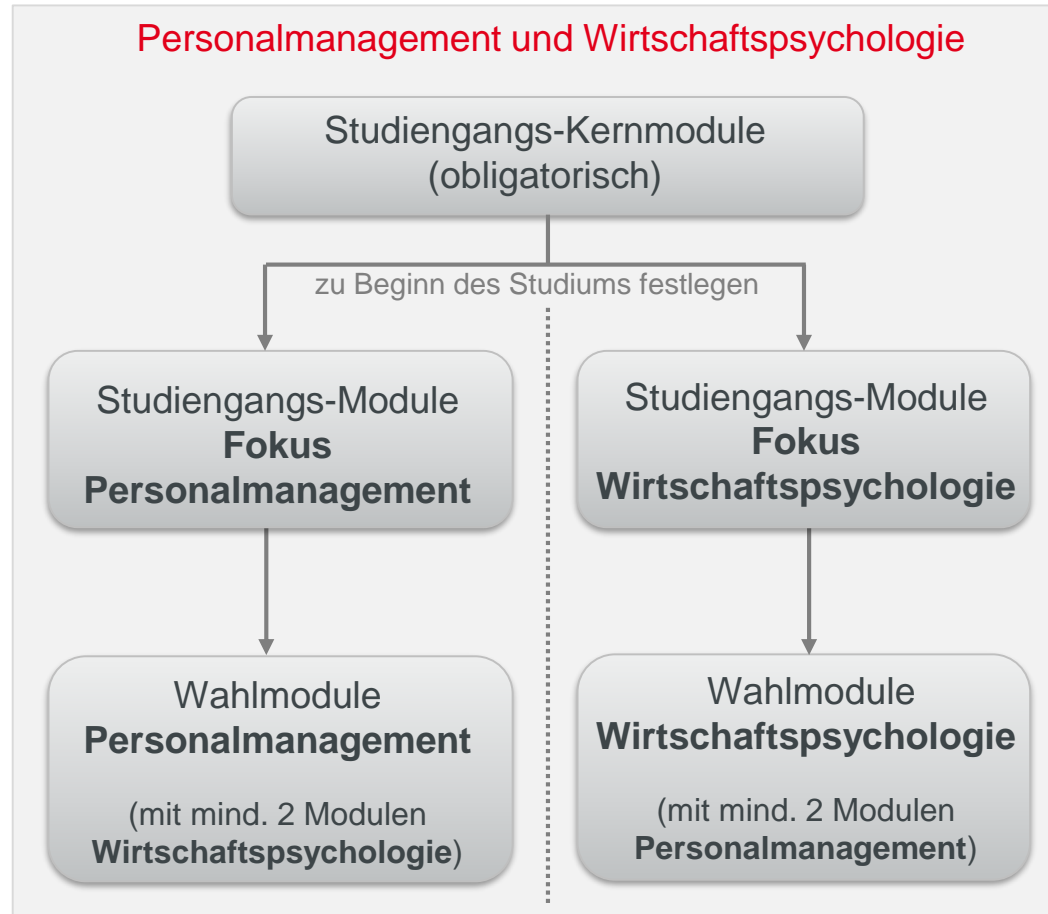 Personalmanagement und Wirtschaftspsychologie
Studiengangs-Kernmodule
(obligatorisch)
zu Beginn des Studiums festlegen
Studiengangs-Module
Fokus
Personalmanagement
Studiengangs-Module
Fokus
Wirtschaftspsychologie
Wahlmodule
Personalmanagement
(mit mind. 2 Modulen
Wirtschaftspsychologie)
Wahlmodule
Wirtschaftspsychologie
(mit mind. 2 Modulen
Personalmanagement)